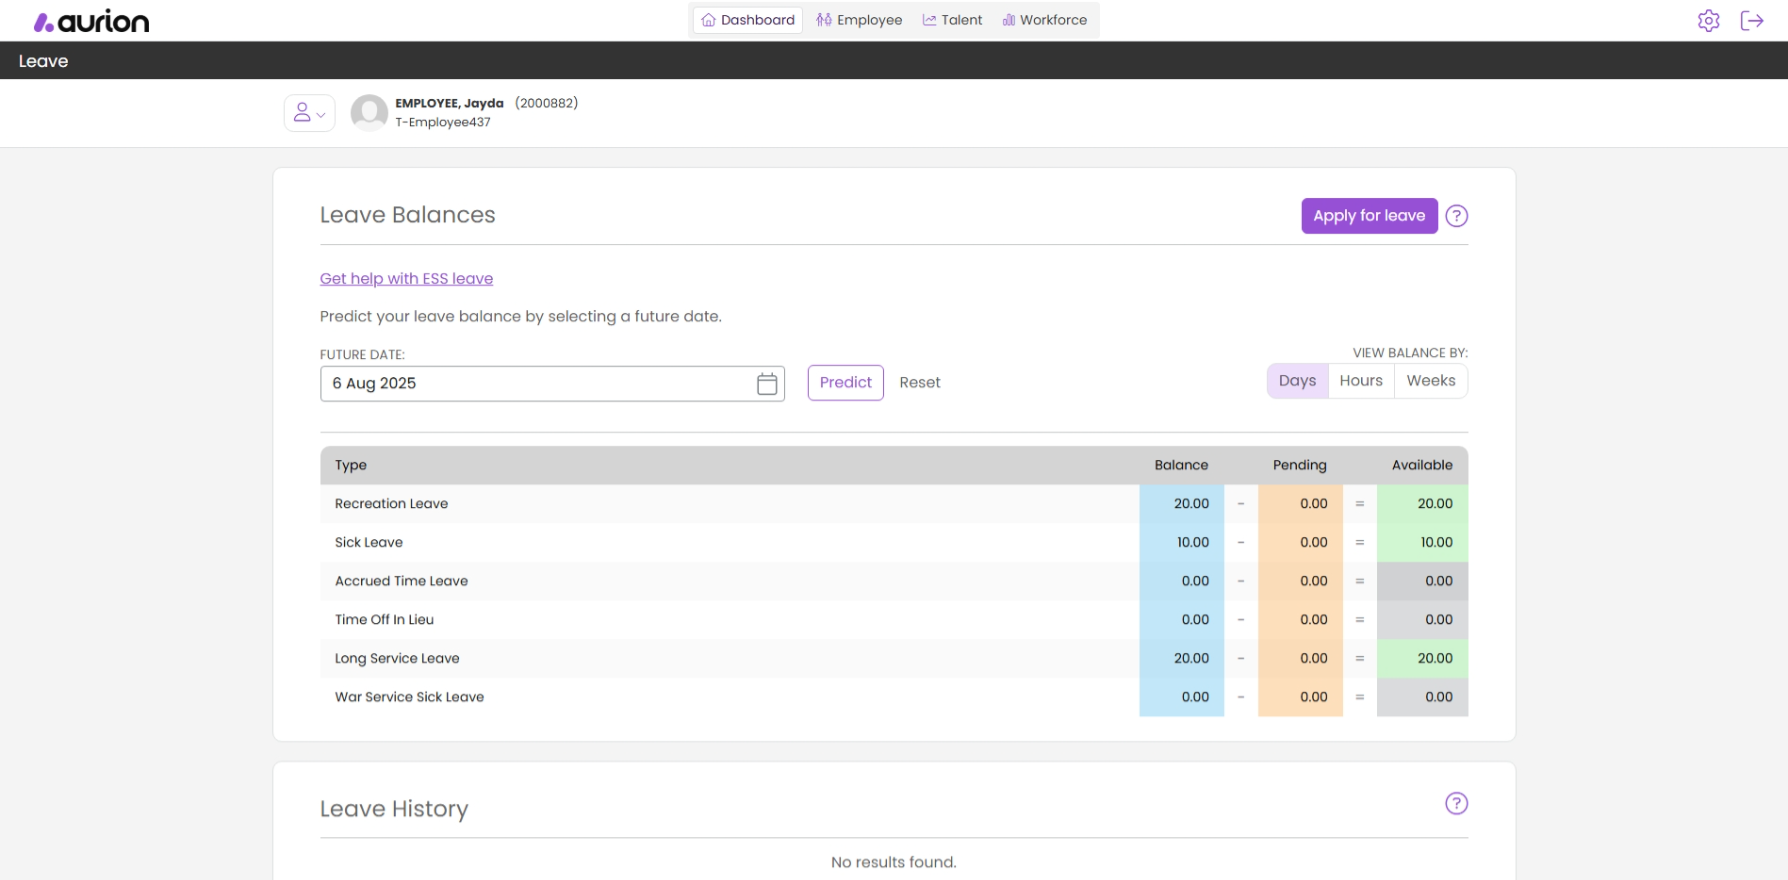 aurion
Dashboard Employee Talent Workforce
Leave
EMPLOYEE, Jayda (2000882)
T-Employee437
Leave Balances
Apply for leave ?
Get help with ESS leave
Predict your leave balance by selecting a future date.
FUTURE DATE:
VIEW BALANCE BY:
6 Aug 2025 Predict Reset
Days Hours Weeks
Type Balance Pending Available
Recreation Leave 20.00 - 0.00 = 20.00
Sick Leave 10.00 - 0.00 = 10.00
Accrued Time Leave 0.00 - 0.00 = 0.00
Time Off In Lieu 0.00 - 0.00 = 0.00
Long Service Leave 20.00 - 0.00 = 20.00
War Service Sick Leave 0.00 - 0.00 = 0.00
Leave History ?
No results found.